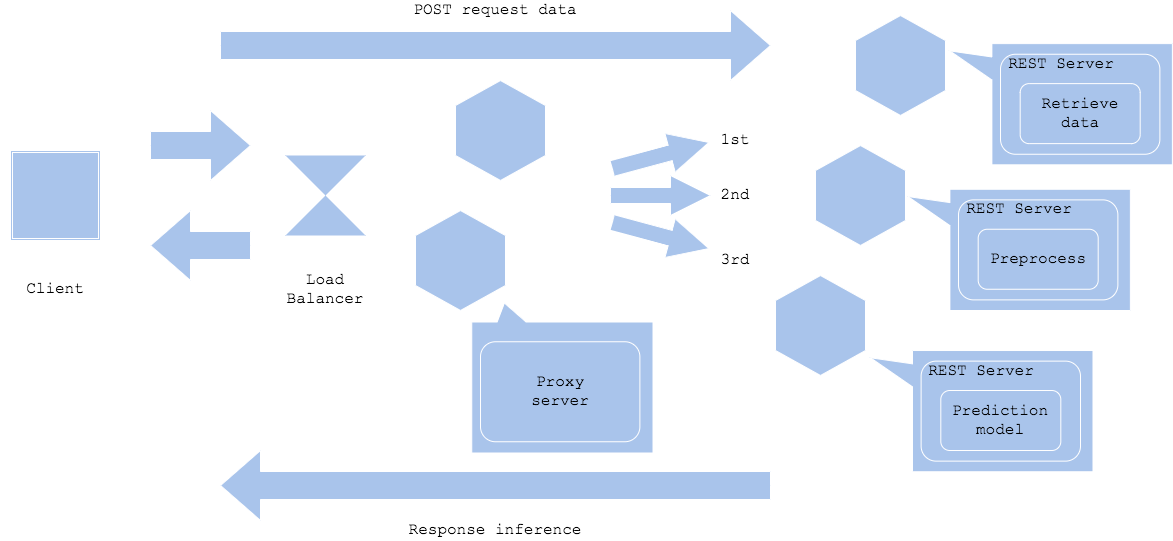 POST request data
REST Server
Retrieve
data
1st
2nd
3rd
REST Server
Preprocess
Client
Load
Balancer
Proxy
server
REST Server
Prediction
model
Response inference